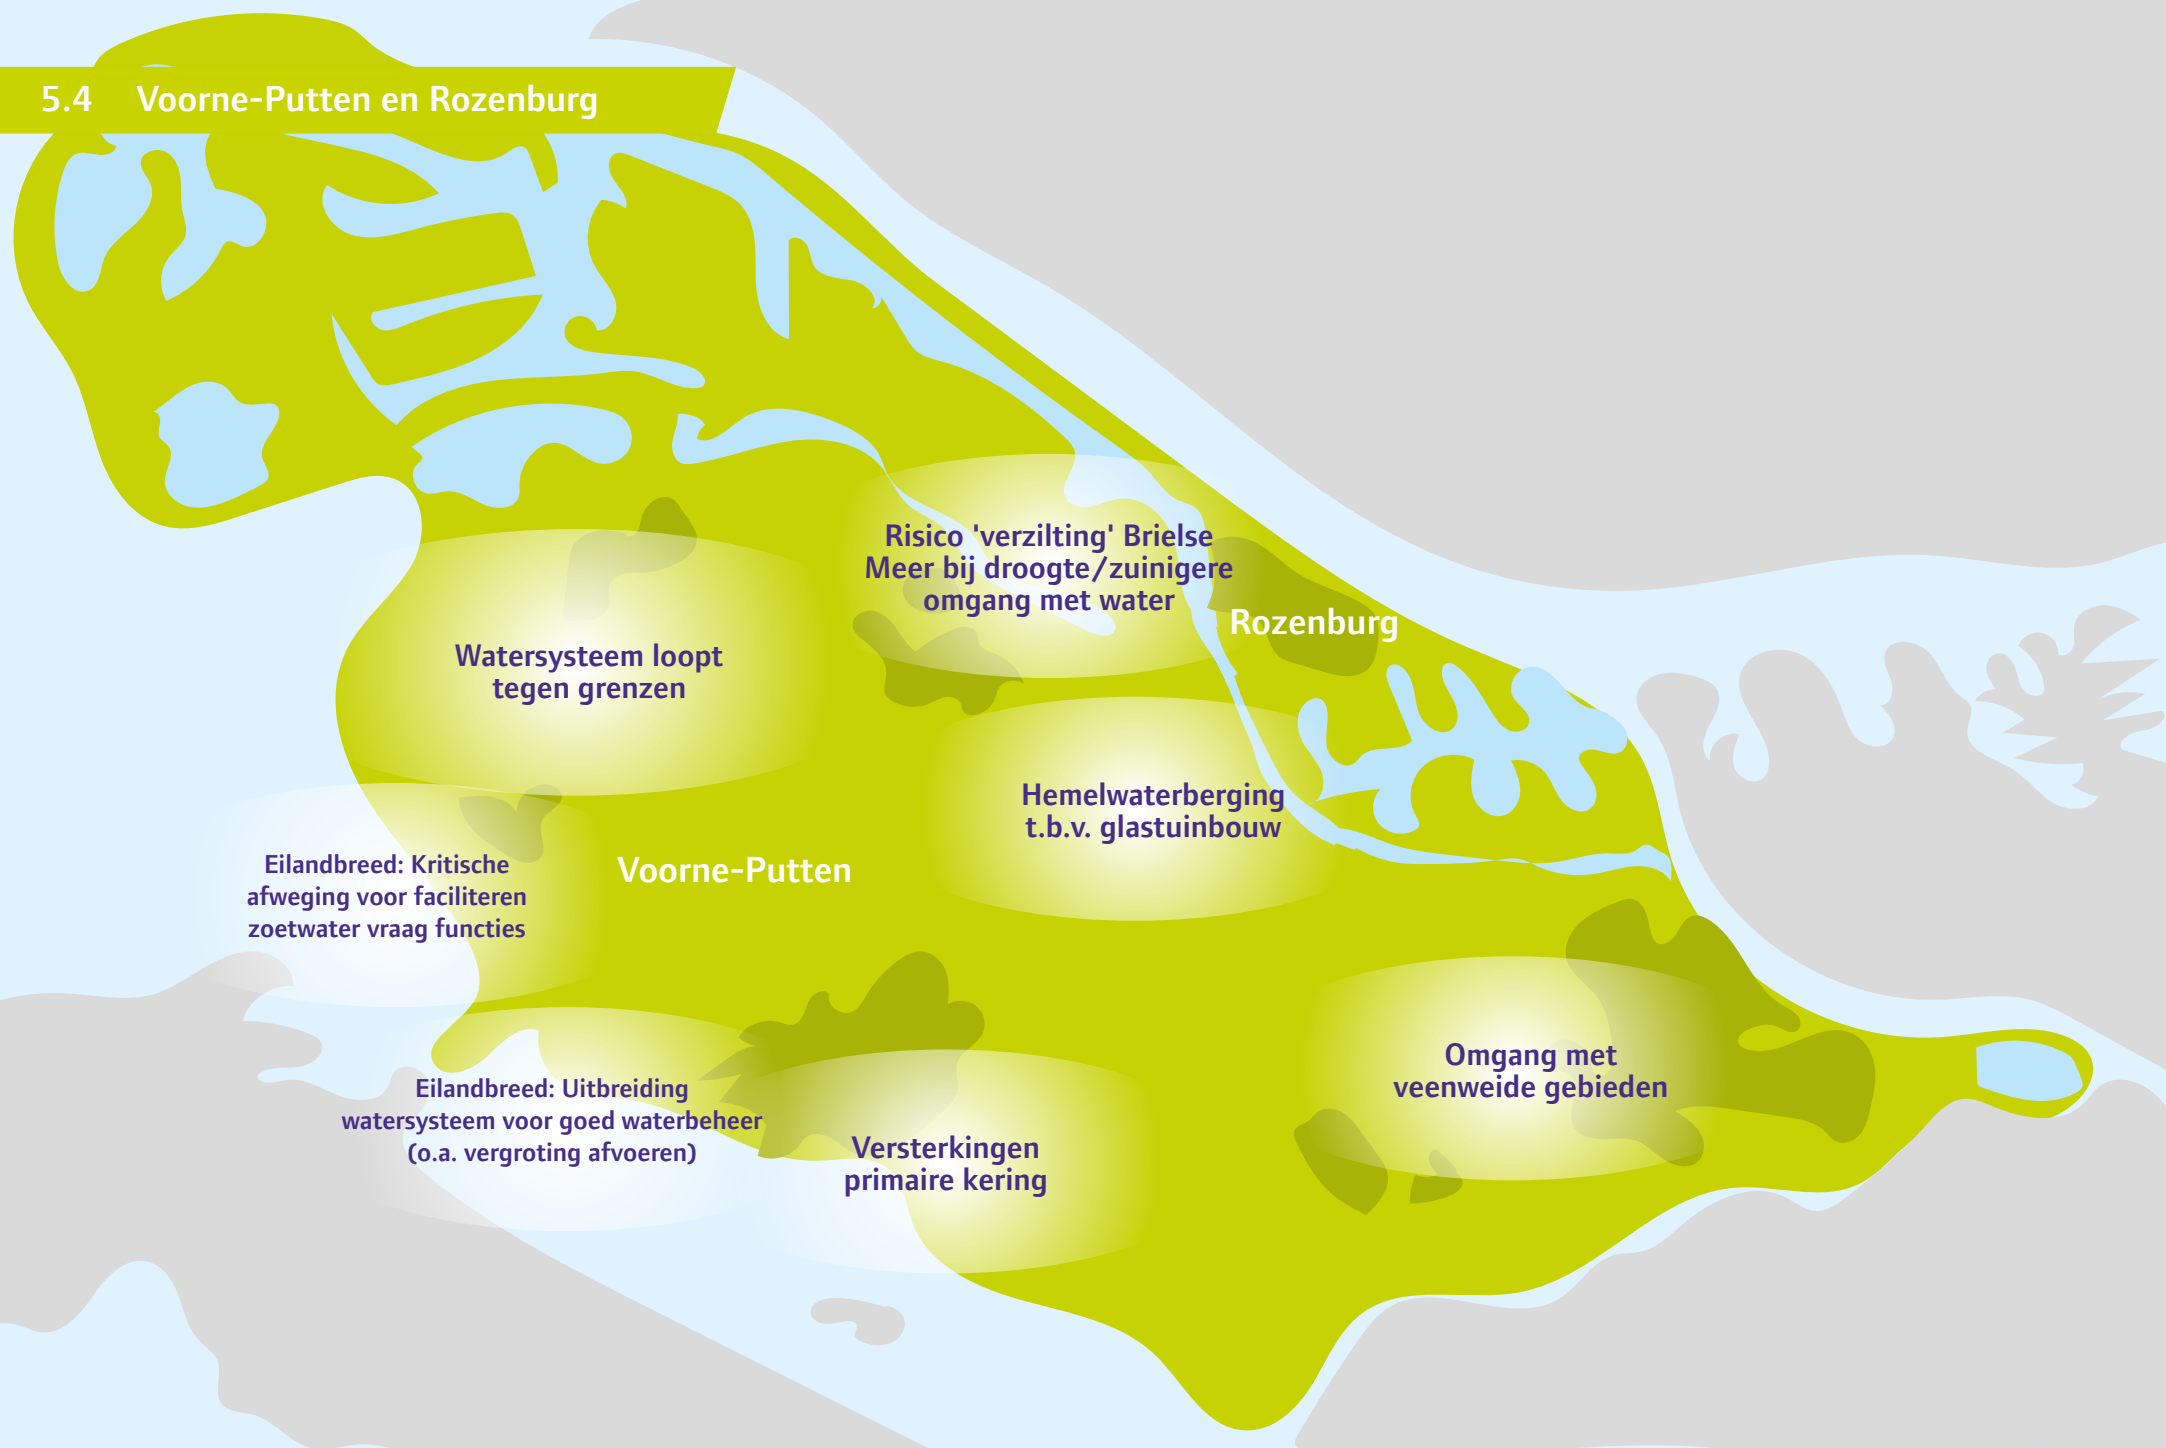 5.4 Voorne-Putten en Rozenburg
Risico 'verzilting' Brielse
Meer bij droogte/zuinigere
omgang met water
Rozenburg
Watersysteem loopt
tegen grenzen
Hemelwaterberging
t.b.v. glastuinbouw
Eilandbreed: Kritische
afweging voor faciliteren
zoetwater vraag functies
Voorne-Putten
Omgang met
veenweide gebieden
Eilandbreed: Uitbreiding
watersysteem voor goed waterbeheer
(o.a. vergroting afvoeren)
Versterkingen
primaire kering